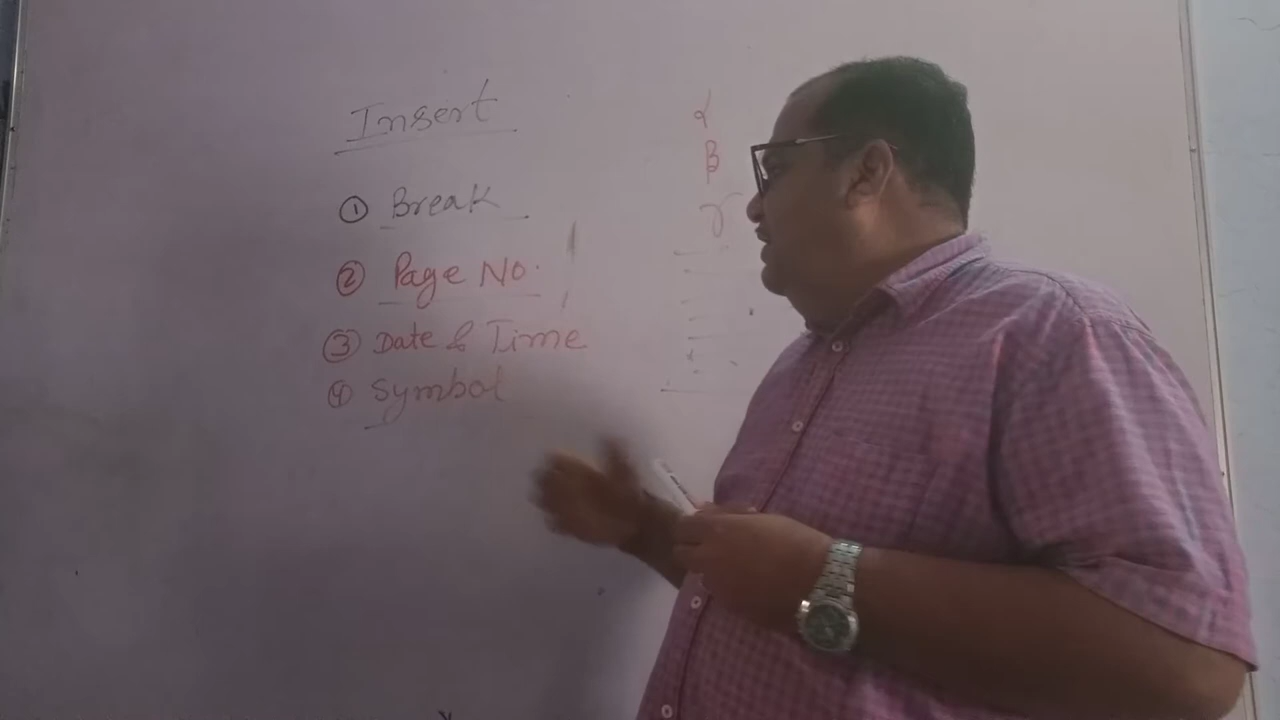 Insert
① Break
② Page No.
③ Date & Time
④ Symbol
α
β
γ